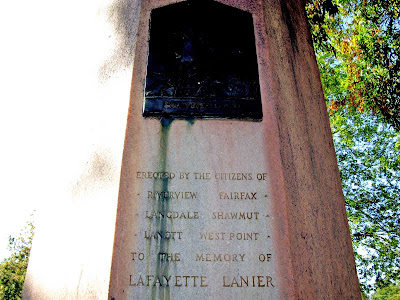 ERECTED BY THE CITIZENS OF
· RIVERVIEW FAIRFAX ·
· LANGDALE SHAWMUT ·
· LANETT WEST POINT ·
TO THE MEMORY OF
LAFAYETTE LANIER